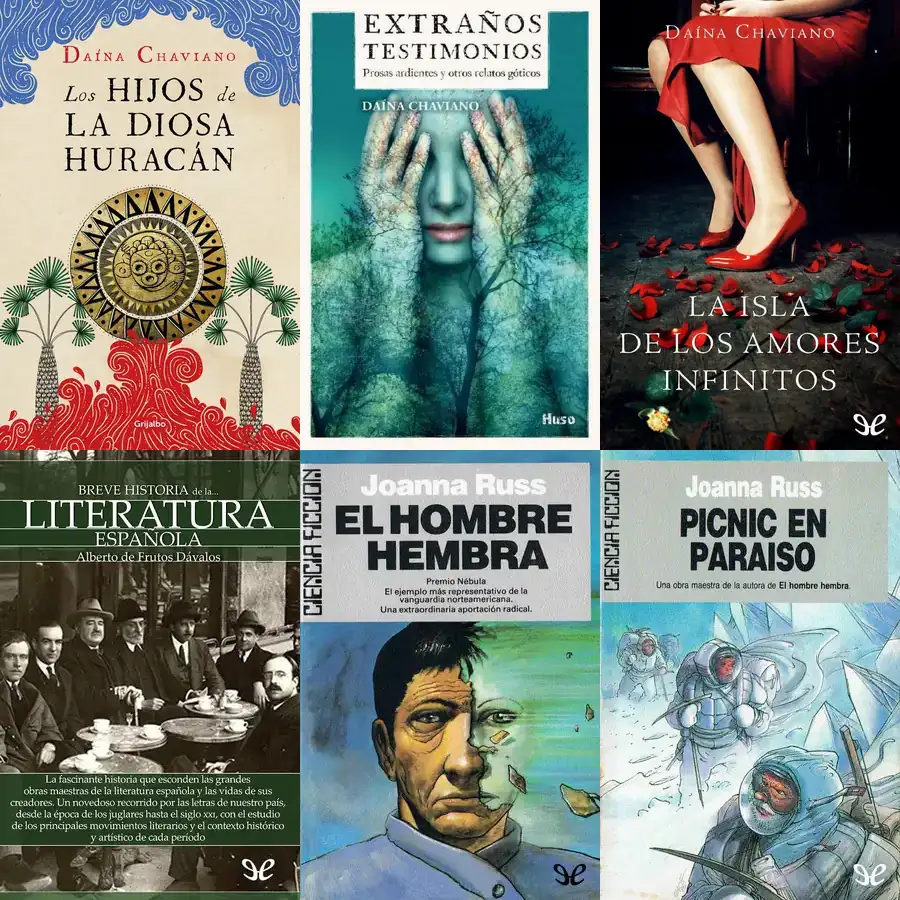 DAÍNA CHAVIANO
Los HIJOS de
LA DIOSA
HURACÁN
Grijalbo
EXTRAÑOS
TESTIMONIOS
Prosas ardientes y otros relatos góticos
DAÍNA CHAVIANO
Huso
DAÍNA CHAVIANO
LA ISLA
DE LOS AMORES
INFINITOS
BREVE HISTORIA de la...
LITERATURA
ESPAÑOLA
Alberto de Frutos Dávalos
La fascinante historia que esconden las grandes
obras maestras de la literatura española y las vidas de sus
creadores. Un novedoso recorrido por las letras de nuestro país,
desde la época de los juglares hasta el siglo XXI, con el estudio
de los principales movimientos literarios y el contexto histórico
y artístico de cada período
CIENCIA FICCION
Joanna Russ
EL HOMBRE
HEMBRA
Premio Nébula
El ejemplo más representativo de la
vanguardia norteamericana.
Una extraordinaria aportación radical.
CIENCIA FICCION
Joanna Russ
PICNIC EN
PARAISO
Una obra maestra de la autora de El hombre hembra.